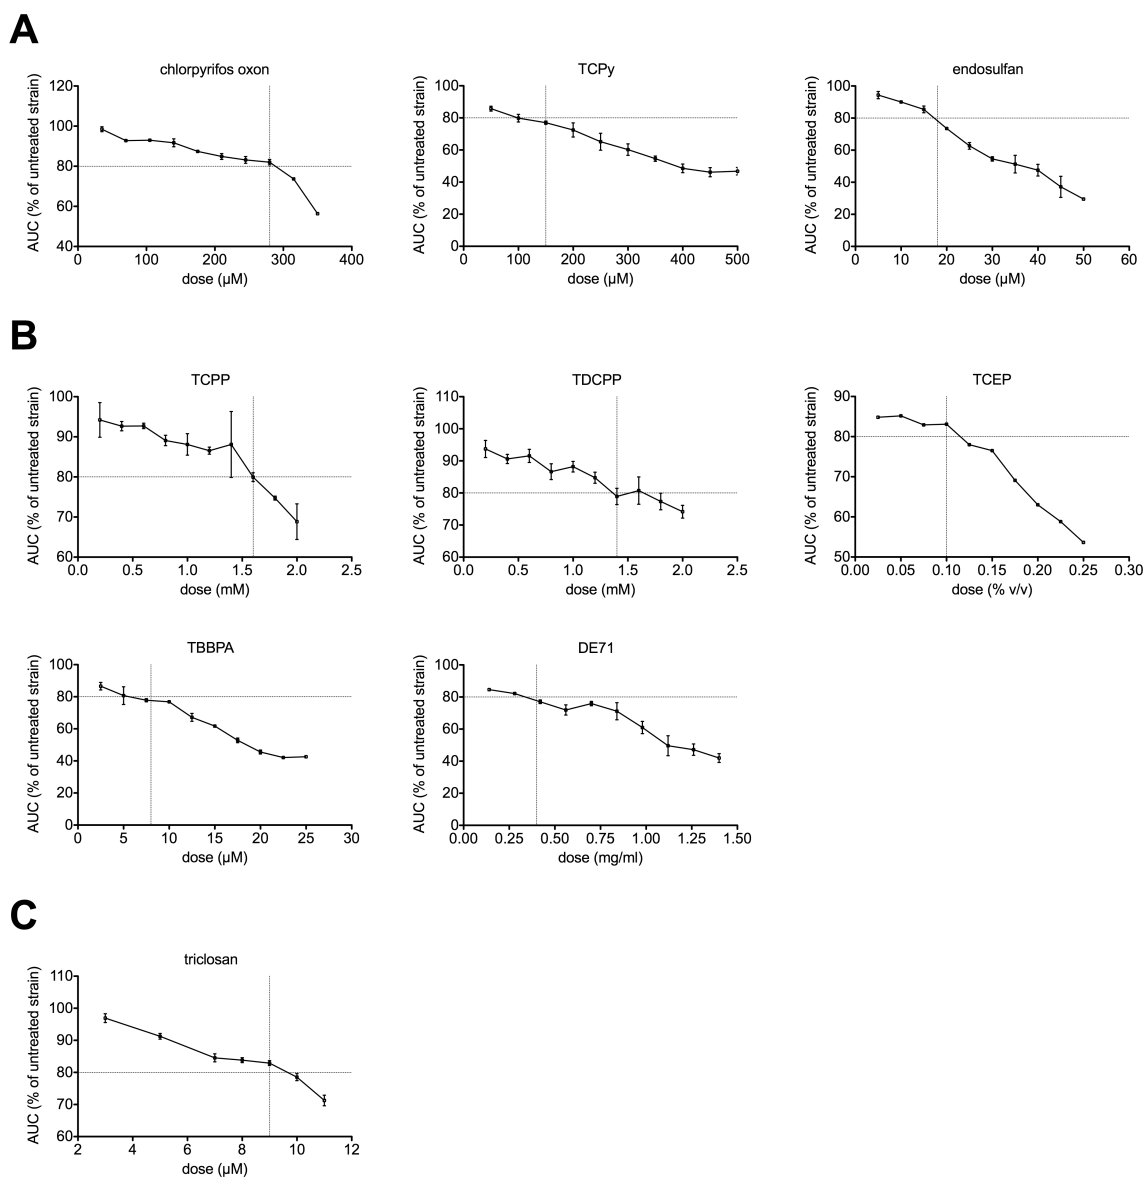 A
chlorpyrifos oxon
AUC (% of untreated strain)
120
100
80
60
40
0 100 200 300 400
dose (µM)
TCPy
AUC (% of untreated strain)
100
80
60
40
20
0
0 100 200 300 400 500
dose (µM)
endosulfan
AUC (% of untreated strain)
100
80
60
40
20
0
0 10 20 30 40 50 60
dose (µM)
B
TCPP
AUC (% of untreated strain)
100
90
80
70
60
0.0 0.5 1.0 1.5 2.0 2.5
dose (mM)
TDCPP
AUC (% of untreated strain)
110
100
90
80
70
60
0.0 0.5 1.0 1.5 2.0 2.5
dose (mM)
TCEP
AUC (% of untreated strain)
90
80
70
60
50
0.00 0.05 0.10 0.15 0.20 0.25 0.30
dose (% v/v)
TBBPA
AUC (% of untreated strain)
100
80
60
40
20
0
0 5 10 15 20 25 30
dose (µM)
DE71
AUC (% of untreated strain)
100
80
60
40
20
0
0.00 0.25 0.50 0.75 1.00 1.25 1.50
dose (mg/ml)
C
triclosan
AUC (% of untreated strain)
110
100
90
80
70
60
2 4 6 8 10 12
dose (µM)